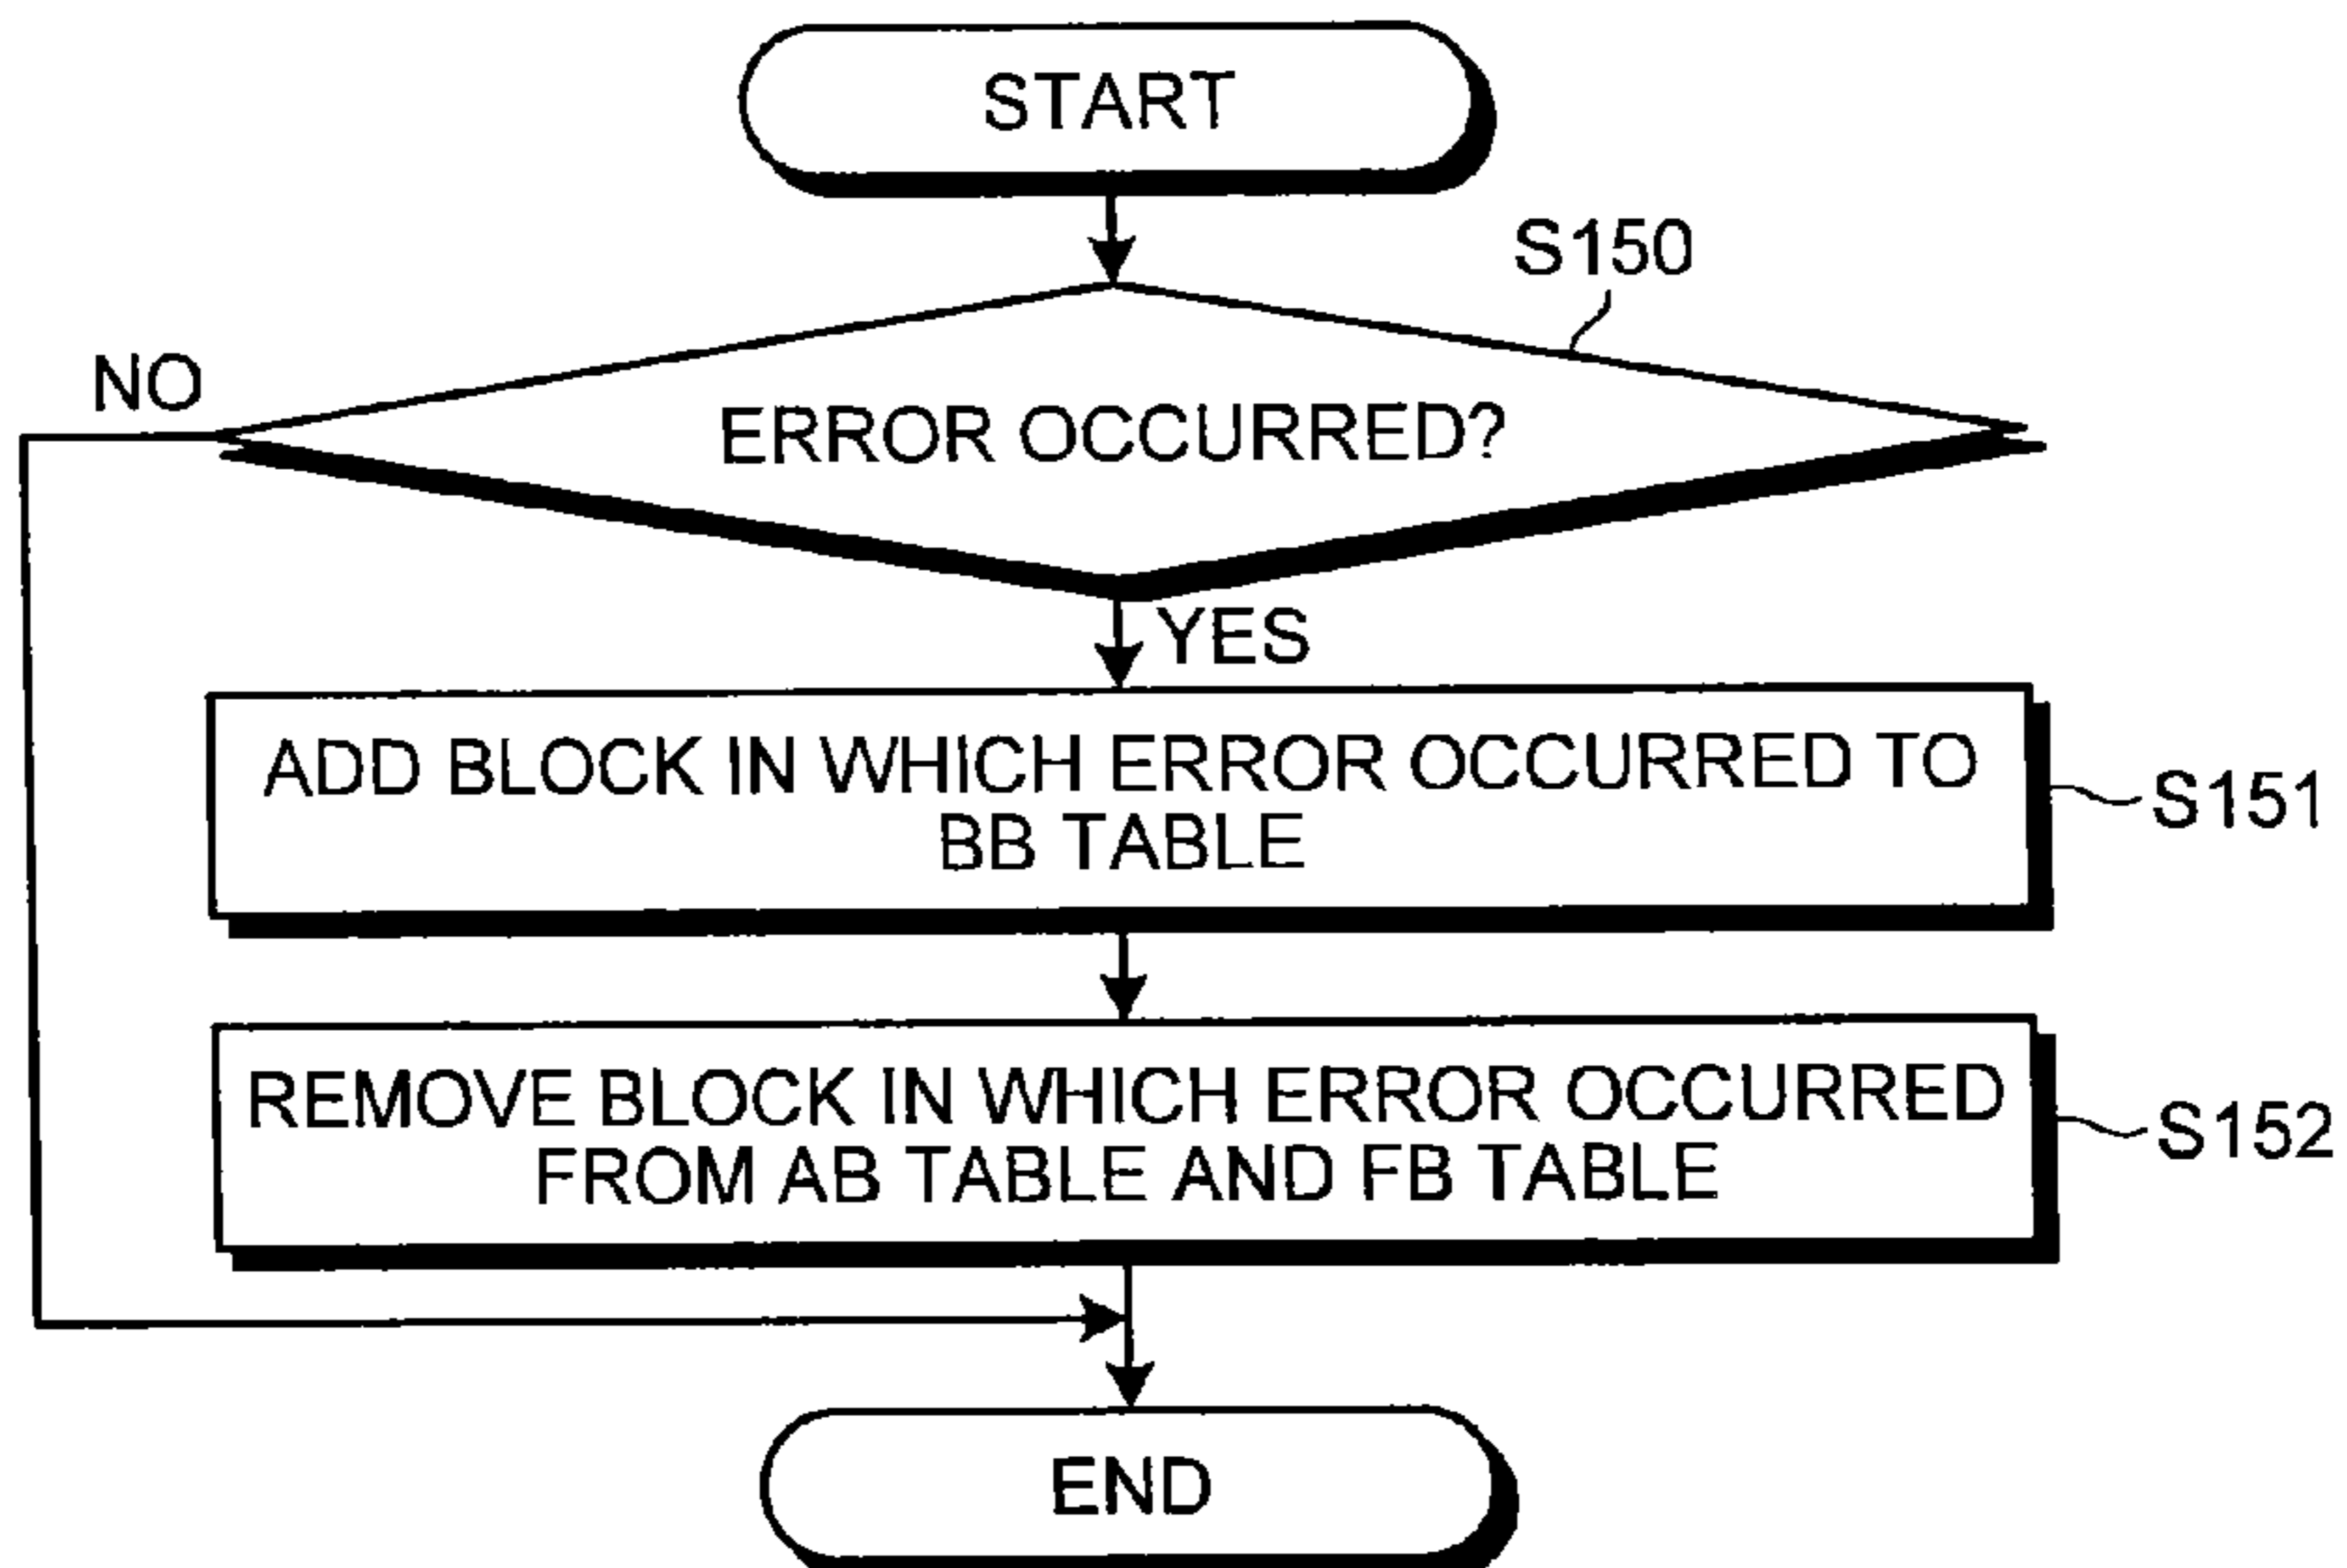 START
S150
NO
ERROR OCCURRED?
YES
ADD BLOCK IN WHICH ERROR OCCURRED TO
BB TABLE
S151
REMOVE BLOCK IN WHICH ERROR OCCURRED
FROM AB TABLE AND FB TABLE
S152
END